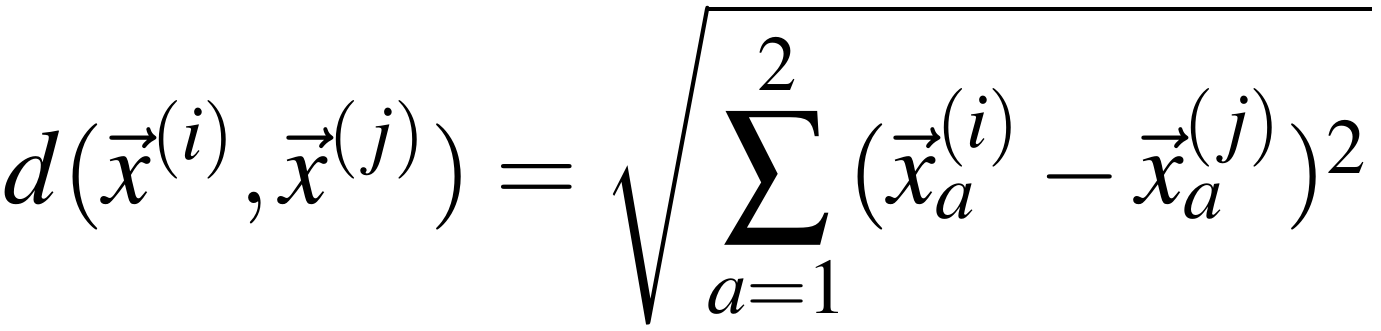 d(\vec{x}^{(i)}, \vec{x}^{(j)}) = \sqrt{\sum_{a=1}^{2} (\vec{x}_a^{(i)} - \vec{x}_a^{(j)})^2}